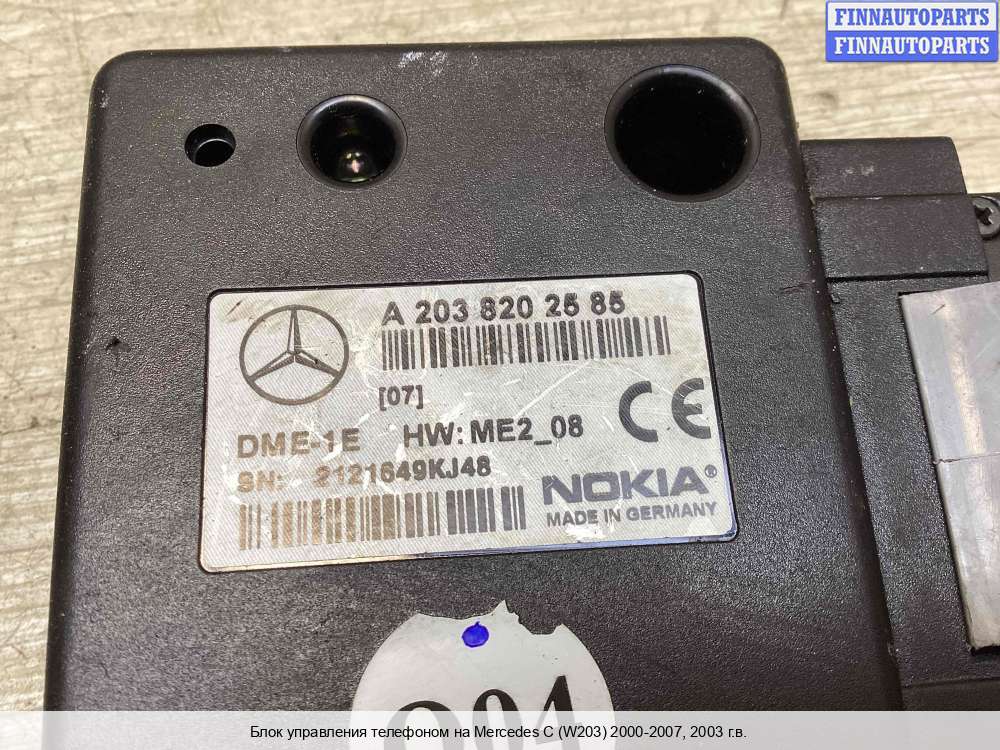 FINNAUTOPARTS
FINNAUTOPARTS
A 203 820 25 85
[07]
DME-1E HW: ME2_08
CE
SN: 2121649KJ48
NOKIA®
MADE IN GERMANY
Блок управления телефоном на Mercedes C (W203) 2000-2007, 2003 г.в.